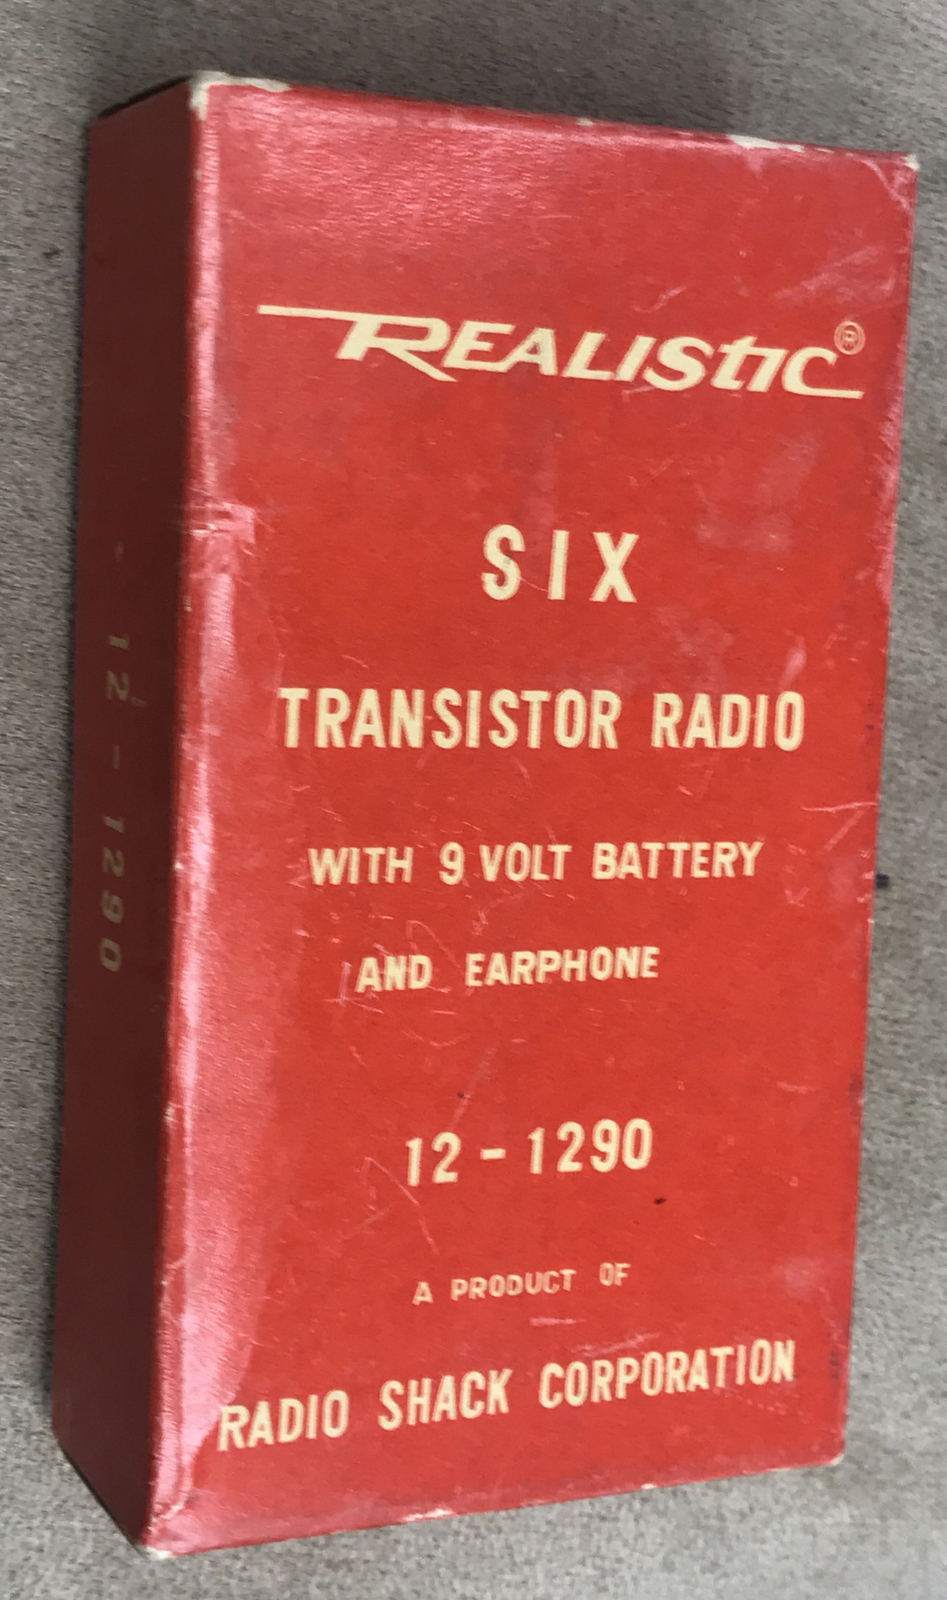 REALIStIC®
SIX
TRANSISTOR RADIO
WITH 9 VOLT BATTERY
AND EARPHONE
12-1290
A PRODUCT OF
RADIO SHACK CORPORATION
12-1290